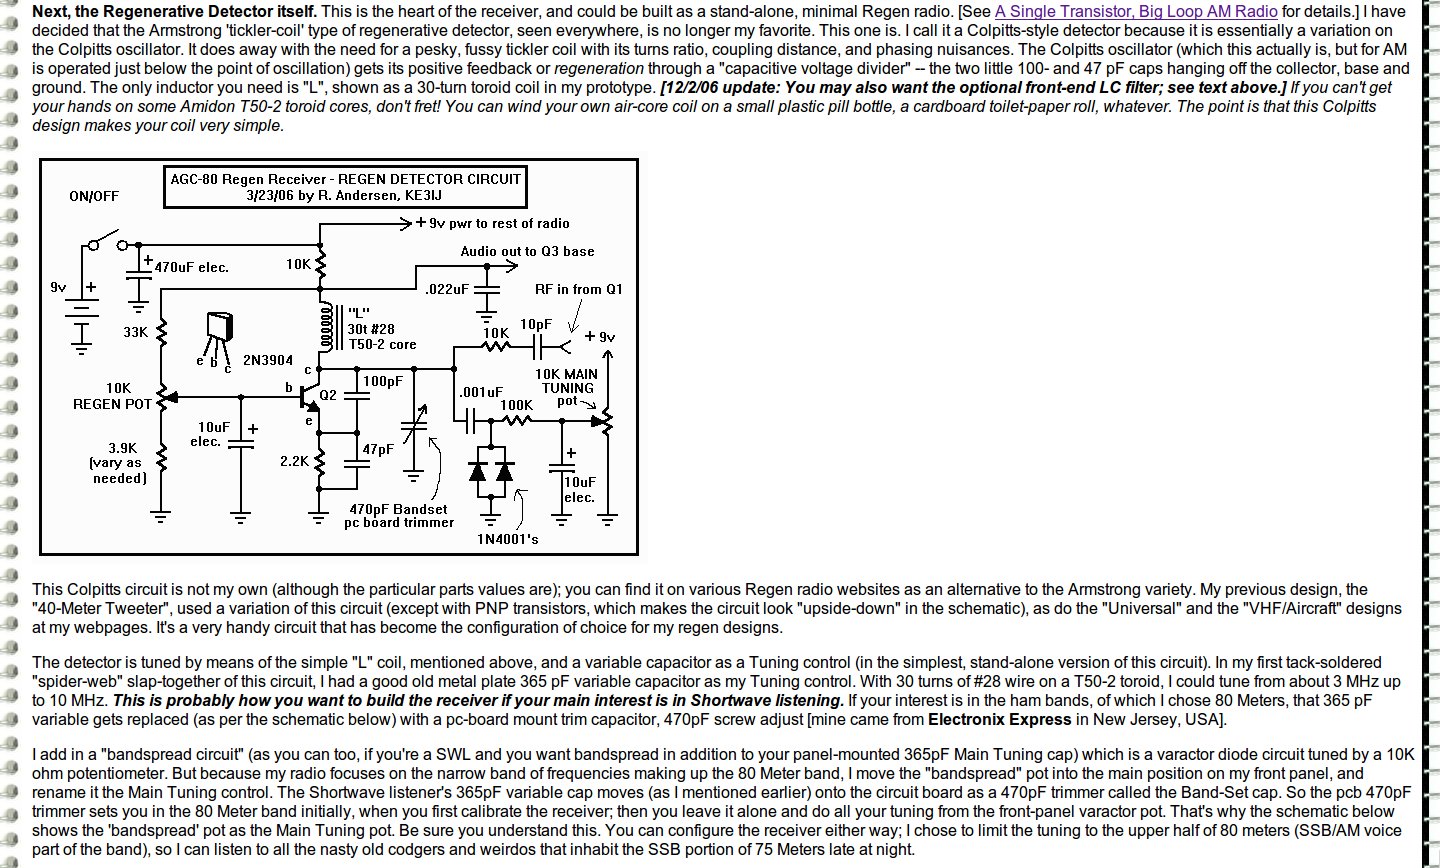 Next, the Regenerative Detector itself. This is the heart of the receiver, and could be built as a stand-alone, minimal Regen radio. [See A Single Transistor, Big Loop AM Radio for details.] I have
decided that the Armstrong 'tickler-coil' type of regenerative detector, seen everywhere, is no longer my favorite. This one is. I call it a Colpitts-style detector because it is essentially a variation on
the Colpitts oscillator. It does away with the need for a pesky, fussy tickler coil with its turns ratio, coupling distance, and phasing nuisances. The Colpitts oscillator (which this actually is, but for AM
is operated just below the point of oscillation) gets its positive feedback or regeneration through a "capacitive voltage divider" -- the two little 100- and 47 pF caps hanging off the collector, base and
ground. The only inductor you need is "L", shown as a 30-turn toroid coil in my prototype. [12/2/06 update: You may also want the optional front-end LC filter; see text above.] If you can't get
your hands on some Amidon T50-2 toroid cores, don't fret! You can wind your own air-core coil on a small plastic pill bottle, a cardboard toilet-paper roll, whatever. The point is that this Colpitts
design makes your coil very simple.
AGC-80 Regen Receiver - REGEN DETECTOR CIRCUIT
3/23/06 by R. Andersen, KE3IJ
ON/OFF
+ 9v pwr to rest of radio
Audio out to Q3 base
+
470uF elec.
10K
9v
+
.022uF
RF in from Q1
"L"
30t #28
T50-2 core
33K
10K
10pF
+ 9v
e b c
2N3904
c
10K MAIN
TUNING
pot
10K
REGEN POT
b
Q2
100pF
.001uF
100K
e
10uF
elec.
+
3.9K
(vary as
needed)
2.2K
47pF
+
10uF
elec.
470pF Bandset
pc board trimmer
1N4001's
This Colpitts circuit is not my own (although the particular parts values are); you can find it on various Regen radio websites as an alternative to the Armstrong variety. My previous design, the
"40-Meter Tweeter", used a variation of this circuit (except with PNP transistors, which makes the circuit look "upside-down" in the schematic), as do the "Universal" and the "VHF/Aircraft" designs
at my webpages. It's a very handy circuit that has become the configuration of choice for my regen designs.
The detector is tuned by means of the simple "L" coil, mentioned above, and a variable capacitor as a Tuning control (in the simplest, stand-alone version of this circuit). In my first tack-soldered
"spider-web" slap-together of this circuit, I had a good old metal plate 365 pF variable capacitor as my Tuning control. With 30 turns of #28 wire on a T50-2 toroid, I could tune from about 3 MHz up
to 10 MHz. This is probably how you want to build the receiver if your main interest is in Shortwave listening. If your interest is in the ham bands, of which I chose 80 Meters, that 365 pF
variable gets replaced (as per the schematic below) with a pc-board mount trim capacitor, 470pF screw adjust [mine came from Electronix Express in New Jersey, USA].
I add in a "bandspread circuit" (as you can too, if you're a SWL and you want bandspread in addition to your panel-mounted 365pF Main Tuning cap) which is a varactor diode circuit tuned by a 10K
ohm potentiometer. But because my radio focuses on the narrow band of frequencies making up the 80 Meter band, I move the "bandspread" pot into the main position on my front panel, and
rename it the Main Tuning control. The Shortwave listener's 365pF variable cap moves (as I mentioned earlier) onto the circuit board as a 470pF trimmer called the Band-Set cap. So the pcb 470pF
trimmer sets you in the 80 Meter band initially, when you first calibrate the receiver; then you leave it alone and do all your tuning from the front-panel varactor pot. That's why the schematic below
shows the 'bandspread' pot as the Main Tuning pot. Be sure you understand this. You can configure the receiver either way; I chose to limit the tuning to the upper half of 80 meters (SSB/AM voice
part of the band), so I can listen to all the nasty old codgers and weirdos that inhabit the SSB portion of 75 Meters late at night.